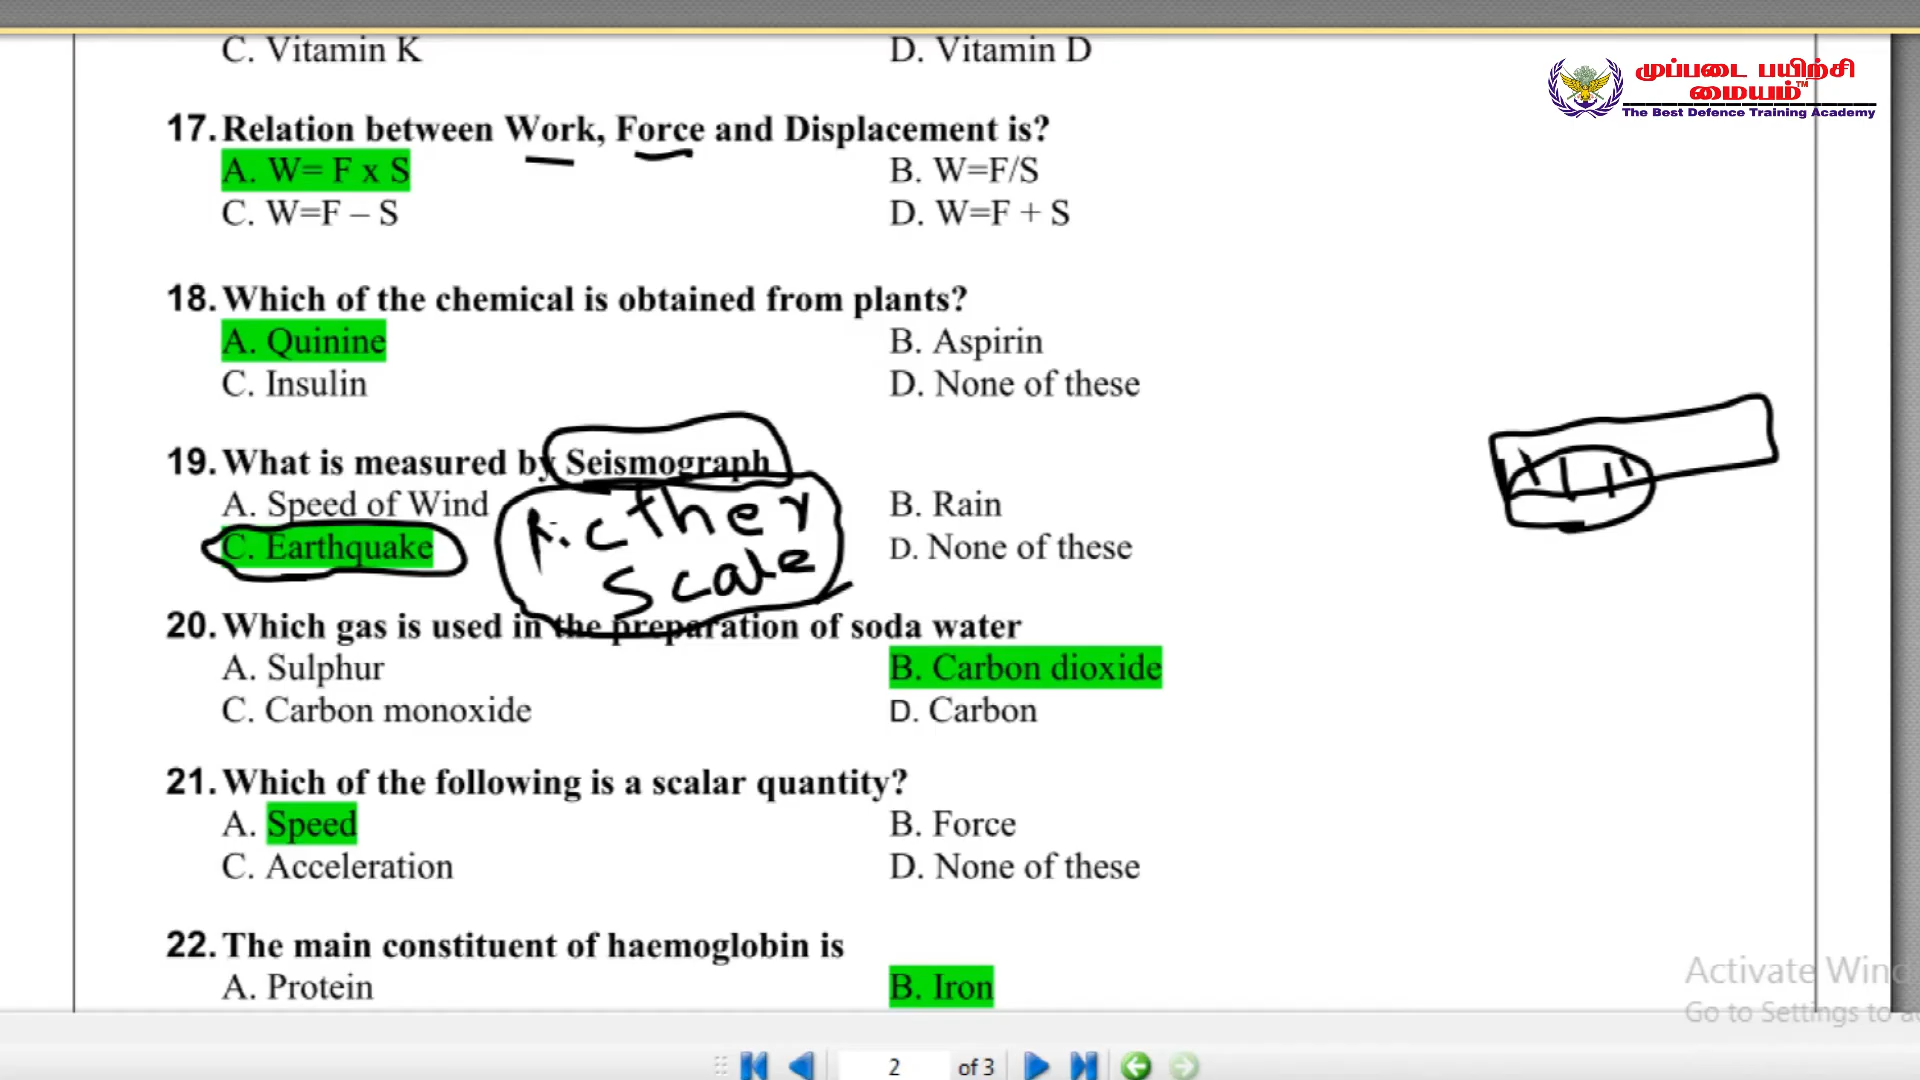 C. Vitamin K D. Vitamin D
முப்படை பயிற்சி
மையம்™
The Best Defence Training Academy
17. Relation between Work, Force and Displacement is?
A. W= F x S B. W=F/S
C. W=F – S D. W=F + S
18. Which of the chemical is obtained from plants?
A. Quinine B. Aspirin
C. Insulin D. None of these
19. What is measured by Seismograph
A. Speed of Wind B. Rain
C. Earthquake D. None of these
scale
20. Which gas is used in the preparation of soda water
A. Sulphur B. Carbon dioxide
C. Carbon monoxide D. Carbon
21. Which of the following is a scalar quantity?
A. Speed B. Force
C. Acceleration D. None of these
22. The main constituent of haemoglobin is
A. Protein B. Iron
Activate Wind
Go to Settings to a
2 of 3